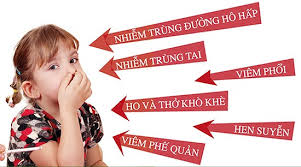 NHIỄM TRÙNG ĐƯỜNG HÔ HẤP
NHIỄM TRÙNG TAI
VIÊM PHỔI
HO VÀ THỞ KHÒ KHÈ
HEN SUYỄN
VIÊM PHẾ QUẢN